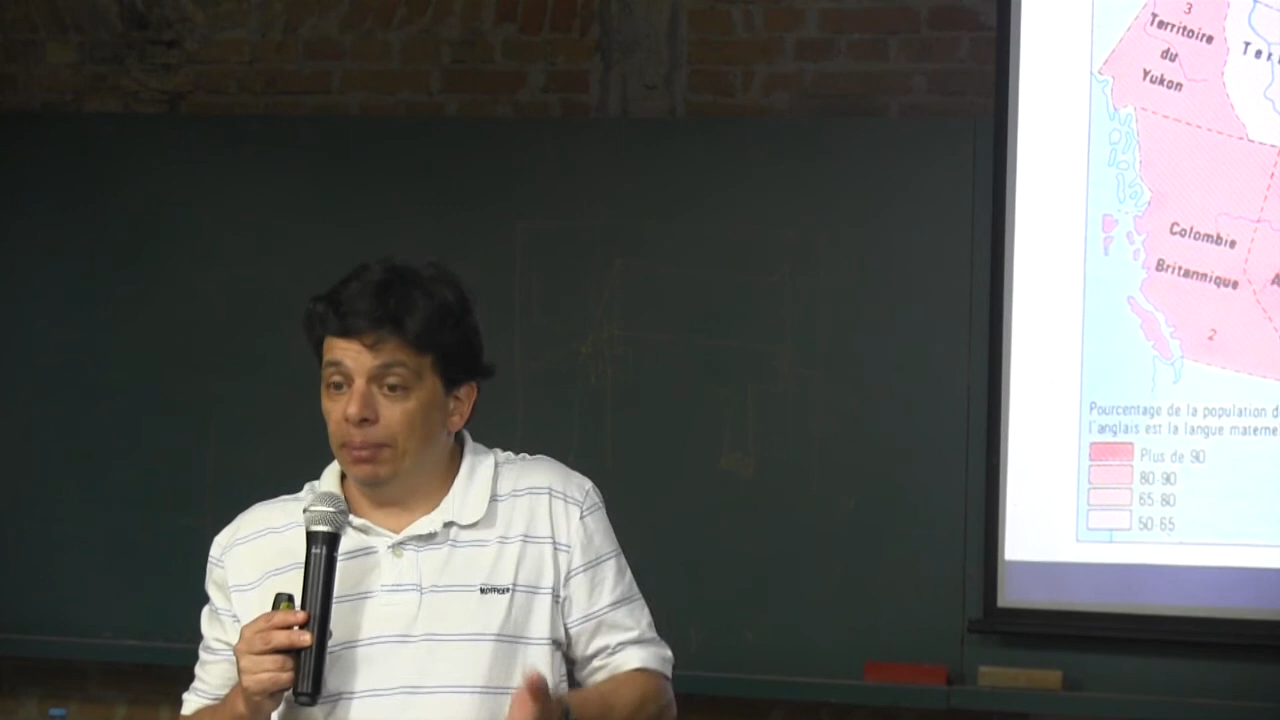 3
Territoire
du
Yukon
Ter
Colombie
Britannique
A
2
Pourcentage de la population d
l'anglais est la langue materne
Plus de 90
80-90
65-80
50-65